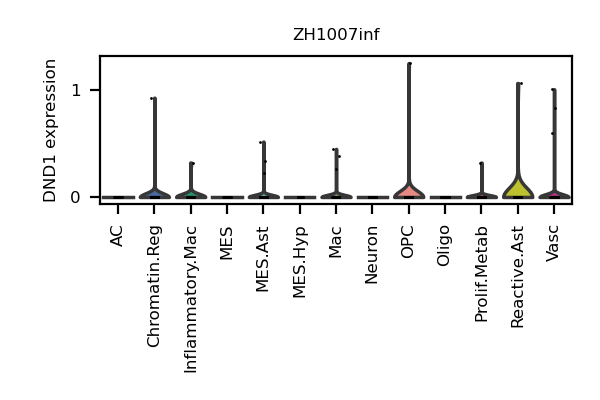 ZH1007inf
DND1 expression
1
0
AC
Chromatin.Reg
Inflammatory.Mac
MES
MES.Ast
MES.Hyp
Mac
Neuron
OPC
Oligo
Prolif.Metab
Reactive.Ast
Vasc